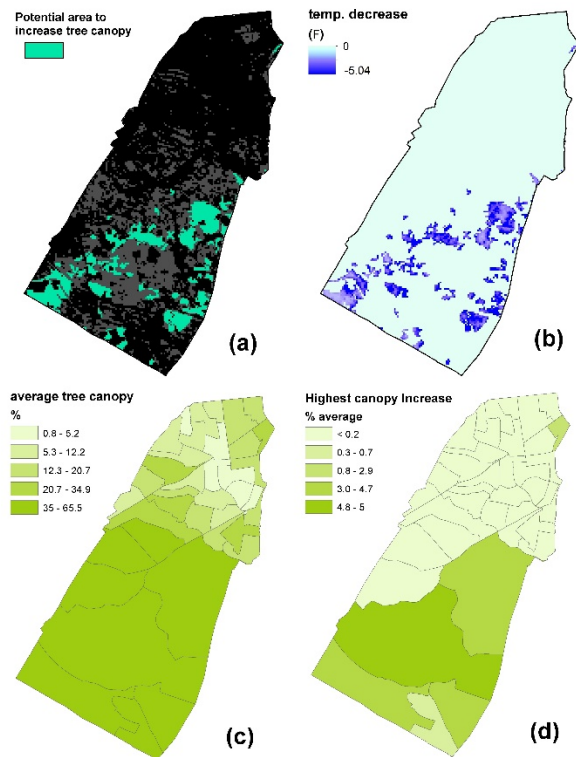 Potential area to
increase tree canopy
(a)
temp. decrease
(F)
0
-5.04
(b)
average tree canopy
%
0.8 - 5.2
5.3 - 12.2
12.3 - 20.7
20.7 - 34.9
35 - 65.5
(c)
Highest canopy Increase
% average
< 0.2
0.3 - 0.7
0.8 - 2.9
3.0 - 4.7
4.8 - 5
(d)